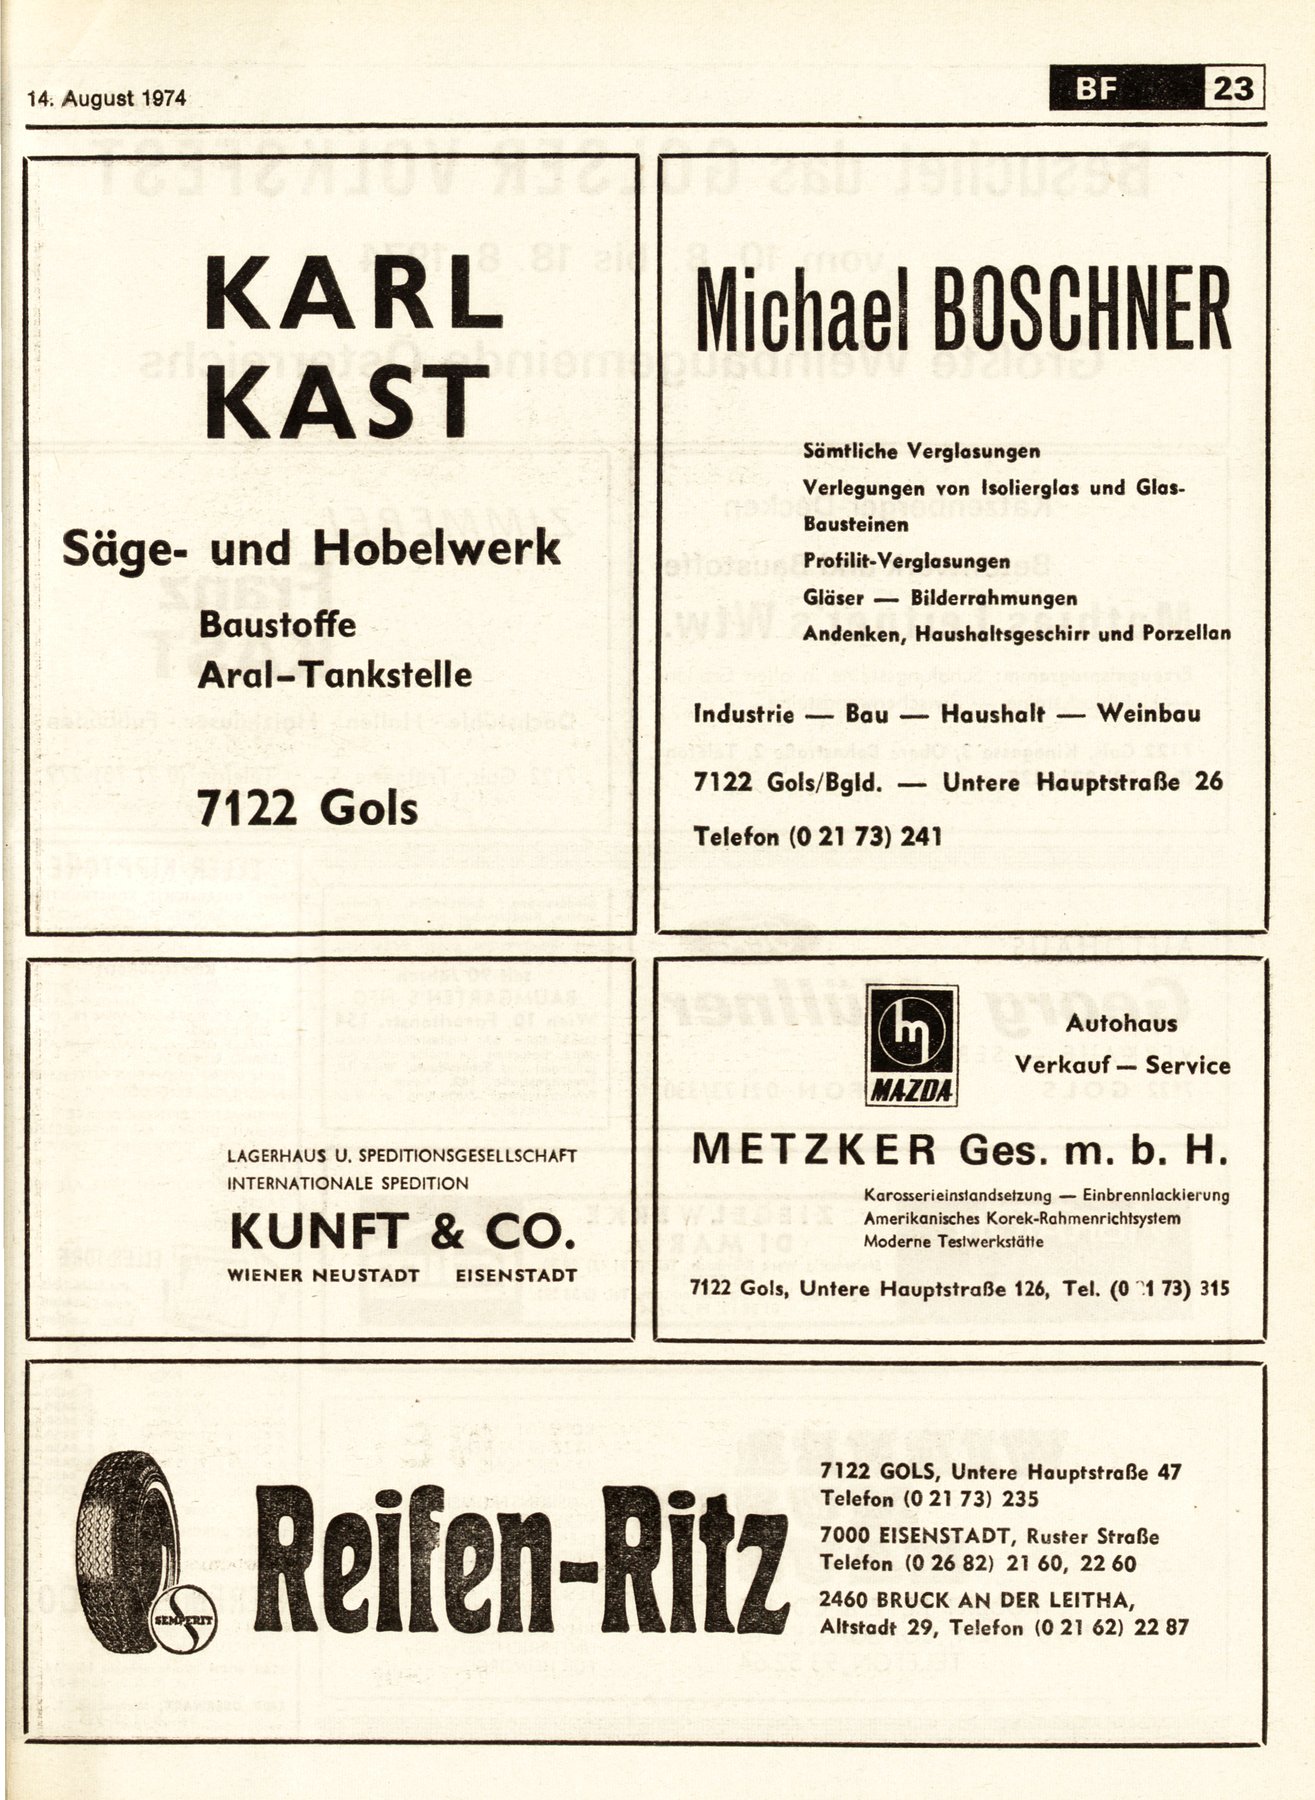 14. August 1974
BF 23
KARL
KAST
Säge- und Hobelwerk
Baustoffe
Aral-Tankstelle
7122 Gols
Michael BOSCHNER
Sämtliche Verglasungen
Verlegungen von Isolierglas und Glas-
Bausteinen
Profilit-Verglasungen
Gläser — Bilderrahmungen
Andenken, Haushaltsgeschirr und Porzellan
Industrie — Bau — Haushalt — Weinbau
7122 Gols/Bgld. — Untere Hauptstraße 26
Telefon (0 21 73) 241
LAGERHAUS U. SPEDITIONSGESELLSCHAFT
INTERNATIONALE SPEDITION
KUNFT & CO.
WIENER NEUSTADT EISENSTADT
m
MAZDA
Autohaus
Verkauf — Service
METZKER Ges. m. b. H.
Karosserieinstandsetzung — Einbrennlackierung
Amerikanisches Korek-Rahmenrichtsystem
Moderne Testwerkstätte
7122 Gols, Untere Hauptstraße 126, Tel. (0 21 73) 315
SEMPERIT
Reifen-Ritz
7122 GOLS, Untere Hauptstraße 47
Telefon (0 21 73) 235
7000 EISENSTADT, Ruster Straße
Telefon (0 26 82) 21 60, 22 60
2460 BRUCK AN DER LEITHA,
Altstadt 29, Telefon (0 21 62) 22 87